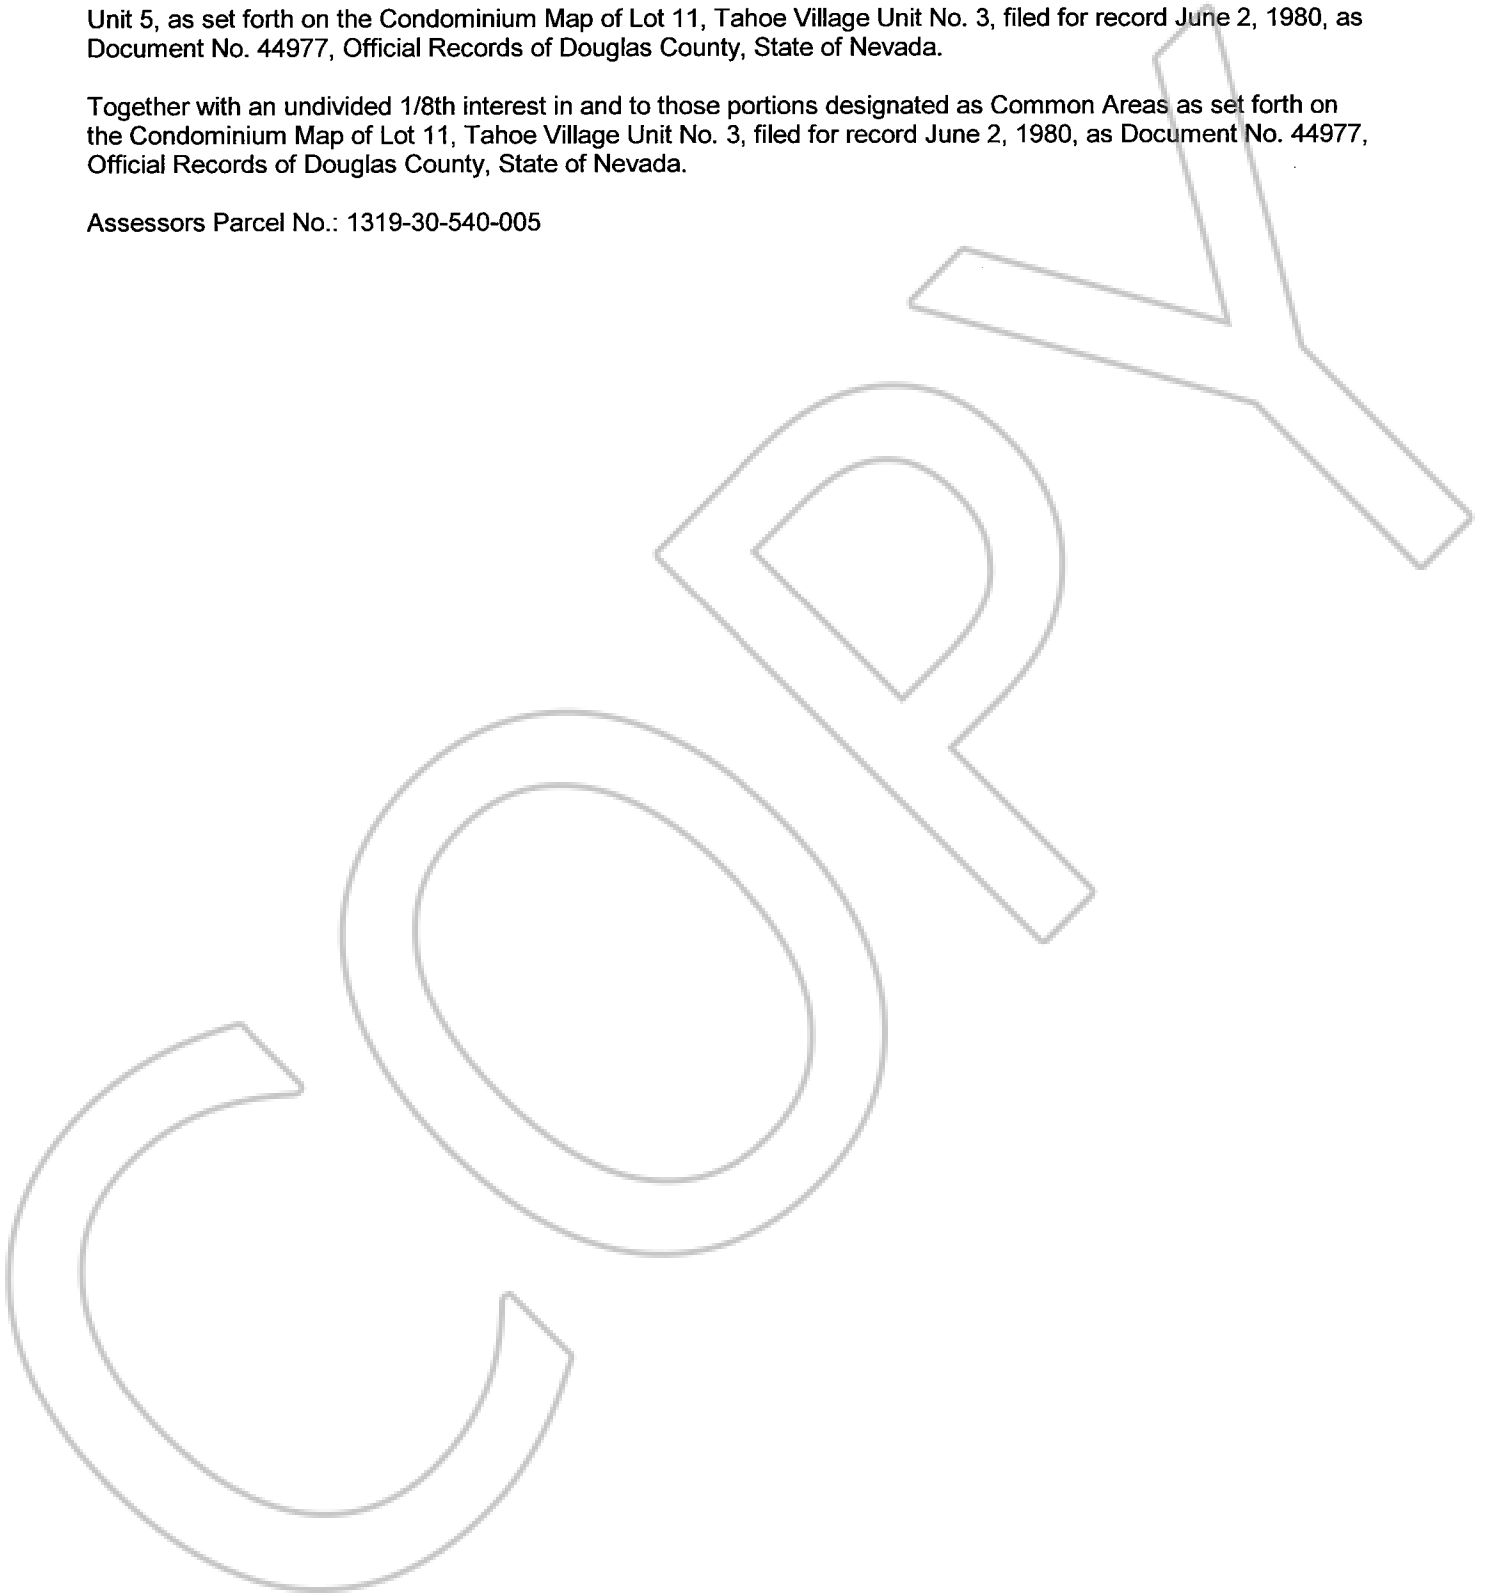 Unit 5, as set forth on the Condominium Map of Lot 11, Tahoe Village Unit No. 3, filed for record June 2, 1980, as
Document No. 44977, Official Records of Douglas County, State of Nevada.
Together with an undivided 1/8th interest in and to those portions designated as Common Areas as set forth on
the Condominium Map of Lot 11, Tahoe Village Unit No. 3, filed for record June 2, 1980, as Document No. 44977,
Official Records of Douglas County, State of Nevada.
Assessors Parcel No.: 1319-30-540-005
COPY